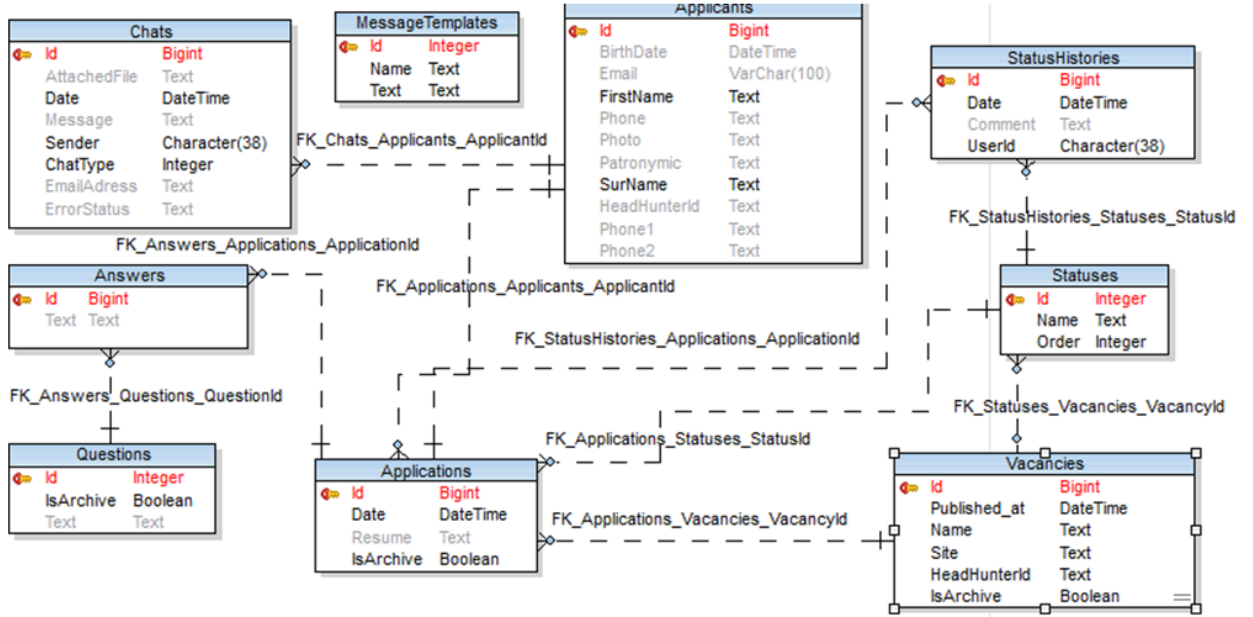 Chats
Id Bigint
AttachedFile Text
Date DateTime
Message Text
Sender Character(38)
ChatType Integer
EmailAdress Text
ErrorStatus Text
MessageTemplates
Id Integer
Name Text
Text Text
Applicants
Id Bigint
BirthDate DateTime
Email VarChar(100)
FirstName Text
Phone Text
Photo Text
Patronymic Text
SurName Text
HeadHunterId Text
Phone1 Text
Phone2 Text
StatusHistories
Id Bigint
Date DateTime
Comment Text
UserId Character(38)
FK_Chats_Applicants_ApplicantId
FK_StatusHistories_Statuses_StatusId
FK_Answers_Applications_ApplicationId
Answers
Id Bigint
Text Text
FK_Applications_Applicants_ApplicantId
Statuses
Id Integer
Name Text
Order Integer
FK_StatusHistories_Applications_ApplicationId
FK_Answers_Questions_QuestionId
FK_Statuses_Vacancies_VacancyId
FK_Applications_Statuses_StatusId
Questions
Id Integer
IsArchive Boolean
Text Text
Applications
Id Bigint
Date DateTime
Resume Text
IsArchive Boolean
FK_Applications_Vacancies_VacancyId
Vacancies
Id Bigint
Published_at DateTime
Name Text
Site Text
HeadHunterId Text
IsArchive Boolean